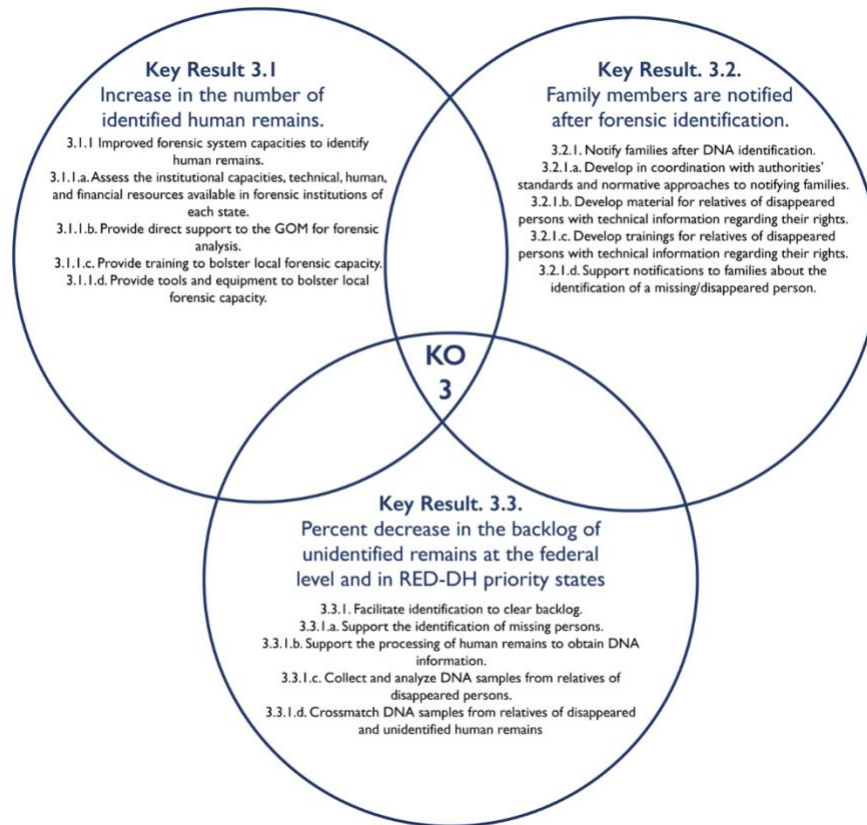 Key Result 3.1
Increase in the number of
identified human remains.
3.1.1 Improved forensic system capacities to identify
human remains.
3.1.1.a. Assess the institutional capacities, technical, human,
and financial resources available in forensic institutions of
each state.
3.1.1.b. Provide direct support to the GOM for forensic
analysis.
3.1.1.c. Provide training to bolster local forensic capacity.
3.1.1.d. Provide tools and equipment to bolster local
forensic capacity.
Key Result. 3.2.
Family members are notified
after forensic identification.
3.2.1. Notify families after DNA identification.
3.2.1.a. Develop in coordination with authorities'
standards and normative approaches to notifying families.
3.2.1.b. Develop material for relatives of disappeared
persons with technical information regarding their rights.
3.2.1.c. Develop trainings for relatives of disappeared
persons with technical information regarding their rights.
3.2.1.d. Support notifications to families about the
identification of a missing/disappeared person.
KO
3
Key Result. 3.3.
Percent decrease in the backlog of
unidentified remains at the federal
level and in RED-DH priority states
3.3.1. Facilitate identification to clear backlog.
3.3.1.a. Support the identification of missing persons.
3.3.1.b. Support the processing of human remains to obtain DNA
information.
3.3.1.c. Collect and analyze DNA samples from relatives of
disappeared persons.
3.3.1.d. Crossmatch DNA samples from relatives of disappeared
and unidentified human remains